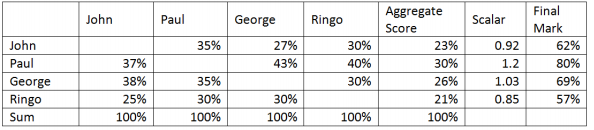 John Paul George Ringo Aggregate Score Scalar Final Mark
John 35% 27% 30% 23% 0.92 62%
Paul 37% 43% 40% 30% 1.2 80%
George 38% 35% 30% 26% 1.03 69%
Ringo 25% 30% 30% 21% 0.85 57%
Sum 100% 100% 100% 100% 100%